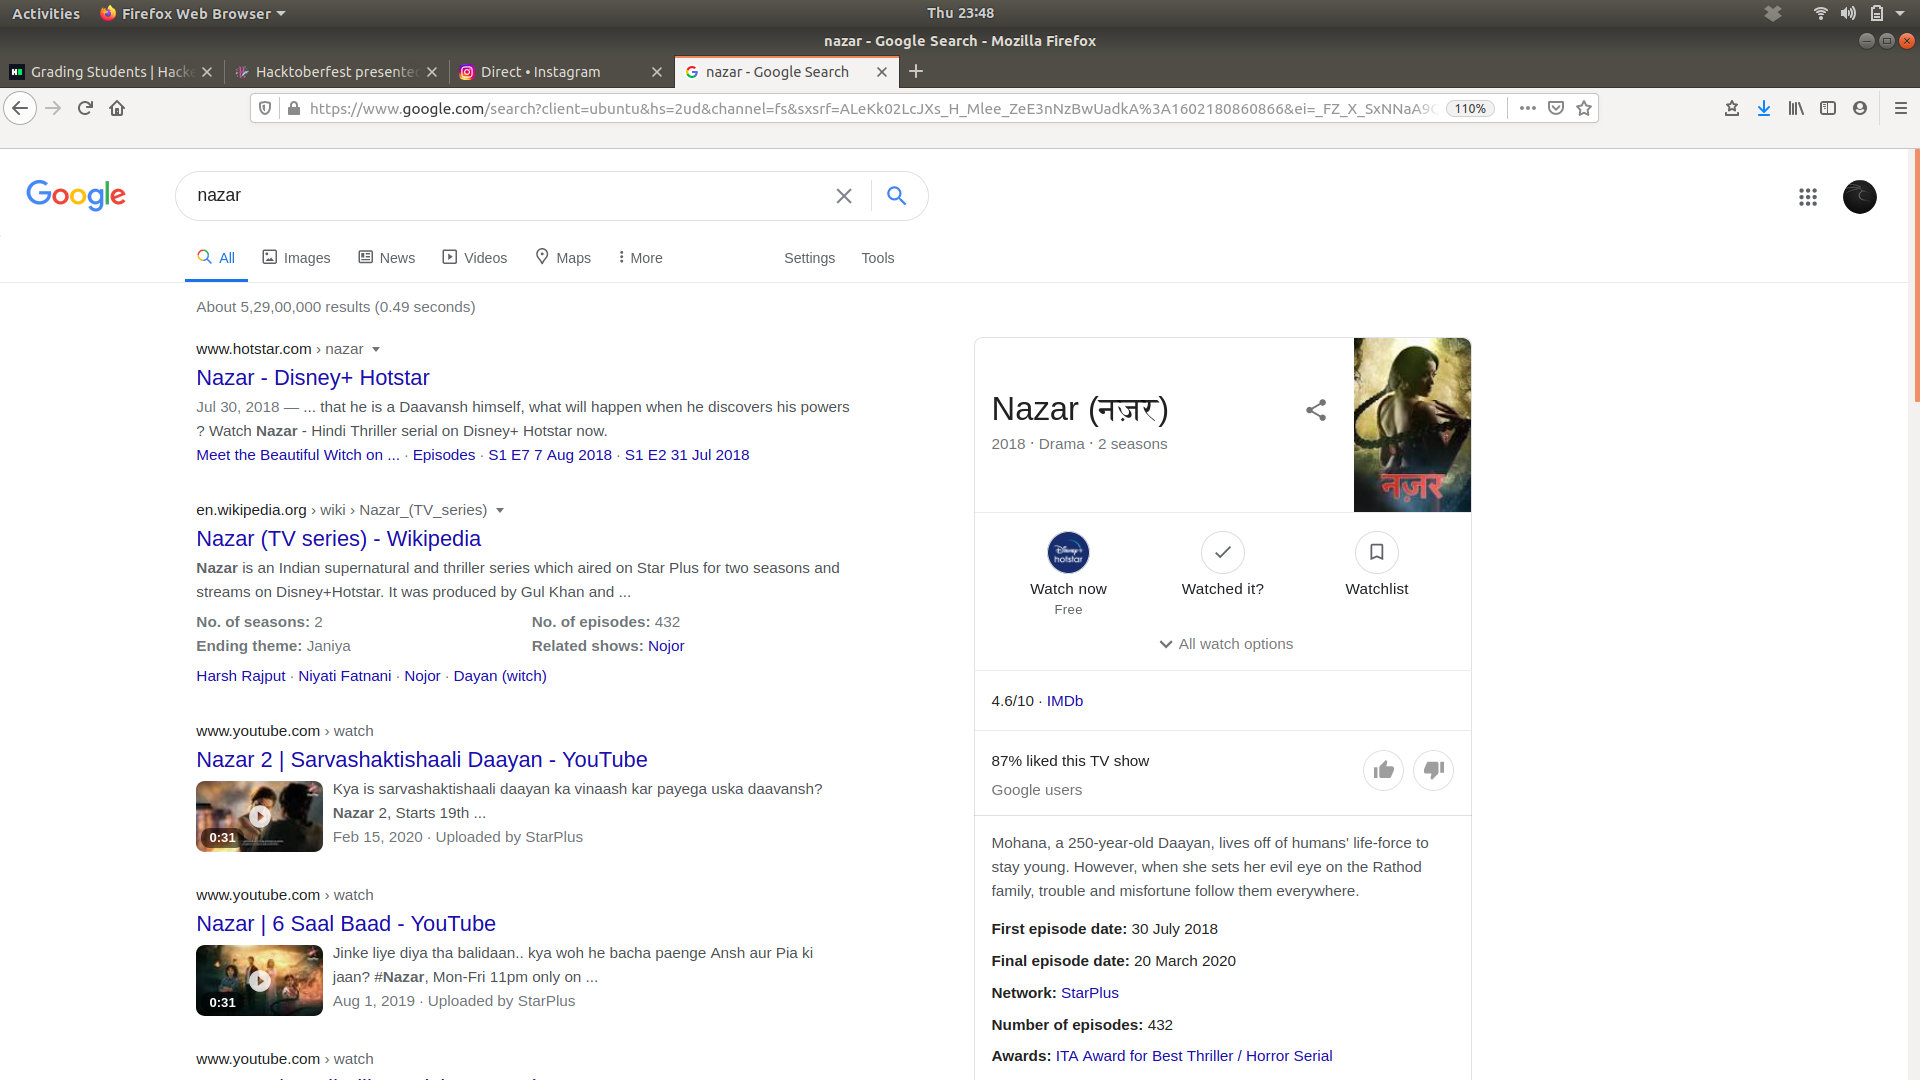 Activities
Firefox Web Browser
Thu 23:48
nazar - Google Search - Mozilla Firefox
Grading Students | Hacke
Hacktoberfest presented
Direct • Instagram
nazar - Google Search
https://www.google.com/search?client=ubuntu&hs=2ud&channel=fs&sxsrf=ALeKk02LcJXs_H_Mlee_ZeE3nNzBwUadkA%3A1602180860866&ei=_FZ_X_SxNNaA9
110%
Google
nazar
All
Images
News
Videos
Maps
More
Settings
Tools
About 5,29,00,000 results (0.49 seconds)
www.hotstar.com › nazar
Nazar - Disney+ Hotstar
Jul 30, 2018 — ... that he is a Daavansh himself, what will happen when he discovers his powers
? Watch Nazar - Hindi Thriller serial on Disney+ Hotstar now.
Meet the Beautiful Witch on ... · Episodes · S1 E7 7 Aug 2018 · S1 E2 31 Jul 2018
en.wikipedia.org › wiki › Nazar_(TV_series)
Nazar (TV series) - Wikipedia
Nazar is an Indian supernatural and thriller series which aired on Star Plus for two seasons and
streams on Disney+Hotstar. It was produced by Gul Khan and ...
No. of seasons: 2
No. of episodes: 432
Ending theme: Janiya
Related shows: Nojor
Harsh Rajput · Niyati Fatnani · Nojor · Dayan (witch)
www.youtube.com › watch
Nazar 2 | Sarvashaktishaali Daayan - YouTube
Kya is sarvashaktishaali daayan ka vinaash kar payega uska daavansh?
Nazar 2, Starts 19th ...
Feb 15, 2020 · Uploaded by StarPlus
0:31
www.youtube.com › watch
Nazar | 6 Saal Baad - YouTube
Jinke liye diya tha balidaan.. kya woh he bacha paenge Ansh aur Pia ki
jaan? #Nazar, Mon-Fri 11pm only on ...
Aug 1, 2019 · Uploaded by StarPlus
0:31
www.youtube.com › watch
Nazar (नज़र)
2018 · Drama · 2 seasons
नज़र
Disney+
hotstar
Watch now
Free
Watched it?
Watchlist
All watch options
4.6/10 · IMDb
87% liked this TV show
Google users
Mohana, a 250-year-old Daayan, lives off of humans' life-force to
stay young. However, when she sets her evil eye on the Rathod
family, trouble and misfortune follow them everywhere.
First episode date: 30 July 2018
Final episode date: 20 March 2020
Network: StarPlus
Number of episodes: 432
Awards: ITA Award for Best Thriller / Horror Serial